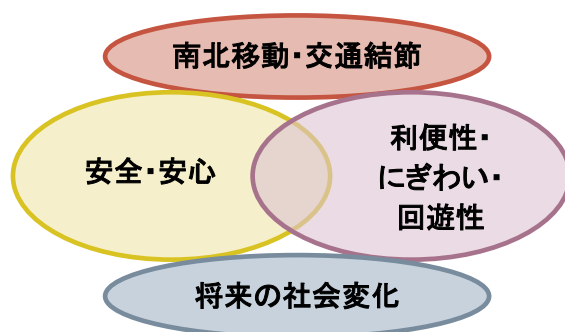 南北移動・交通結節
安全・安心
利便性・
にぎわい・
回遊性
将来の社会変化